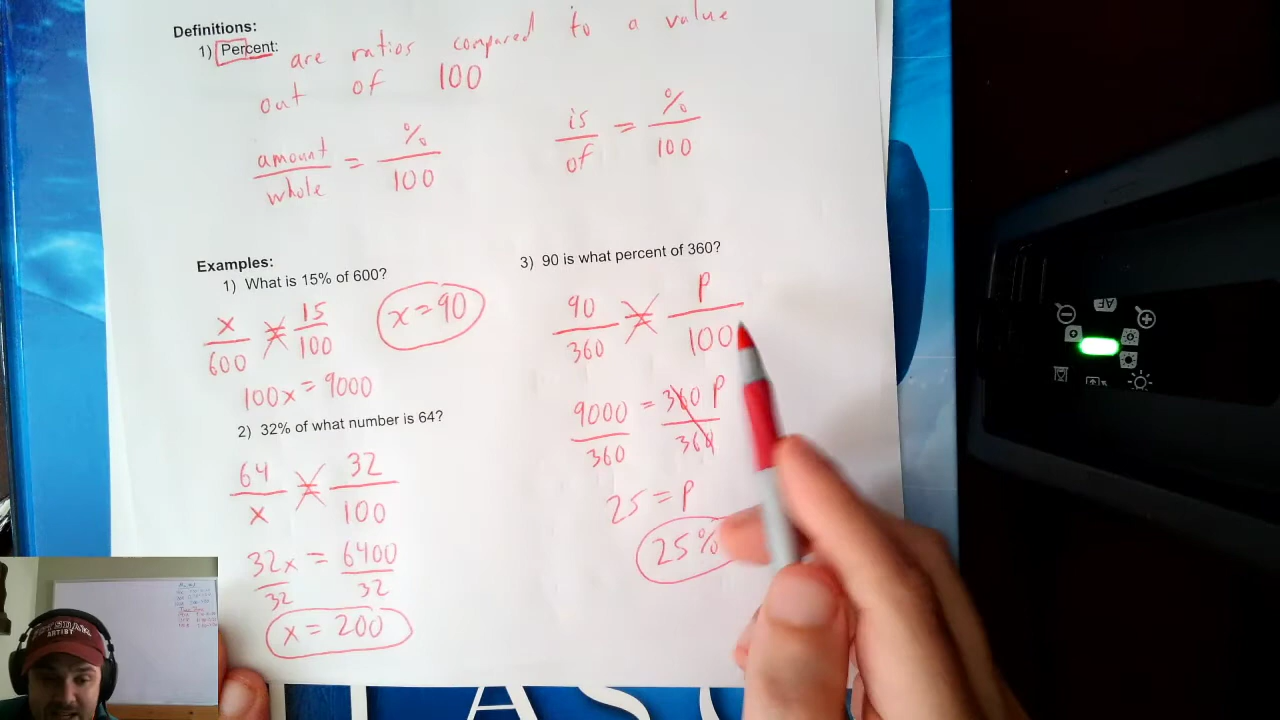 Definitions:
1) Percent: are ratios compared to a value
out of 100
amount/whole = %/100
is/of = %/100
Examples:
1) What is 15% of 600?
x/600 = 15/100
x = 90
100x = 9000
2) 32% of what number is 64?
64/x = 32/100
32x/32 = 6400/32
x = 200
3) 90 is what percent of 360?
90/360 = P/100
9000/360 = 360P/360
25 = P
25%
ARTIST
AF